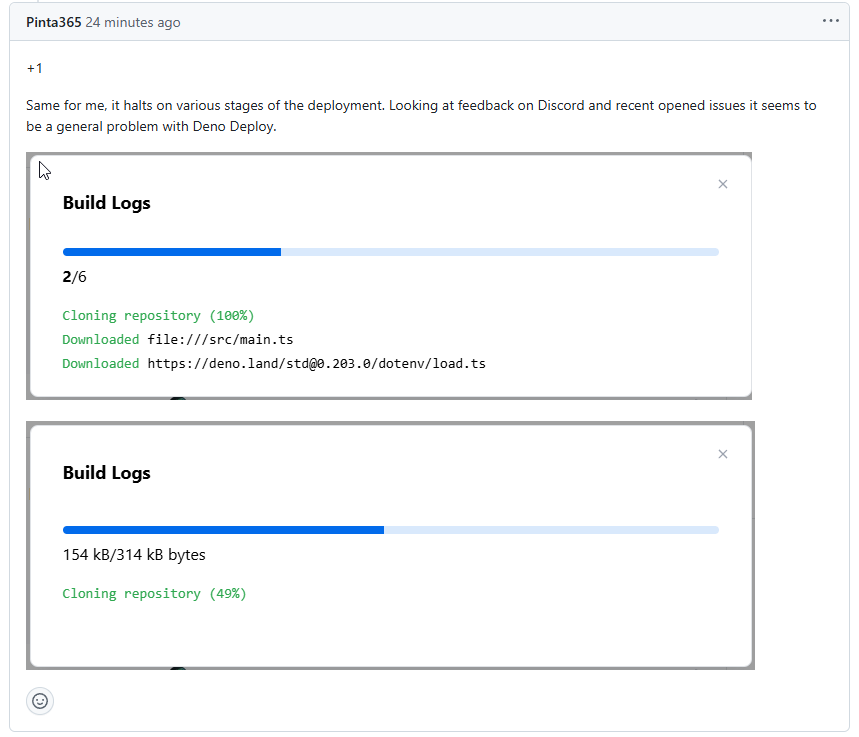 Pinta365 24 minutes ago
+1
Same for me, it halts on various stages of the deployment. Looking at feedback on Discord and recent opened issues it seems to
be a general problem with Deno Deploy.
Build Logs
2/6
Cloning repository (100%)
Downloaded file:///src/main.ts
Downloaded https://deno.land/std@0.203.0/dotenv/load.ts
Build Logs
154 kB/314 kB bytes
Cloning repository (49%)